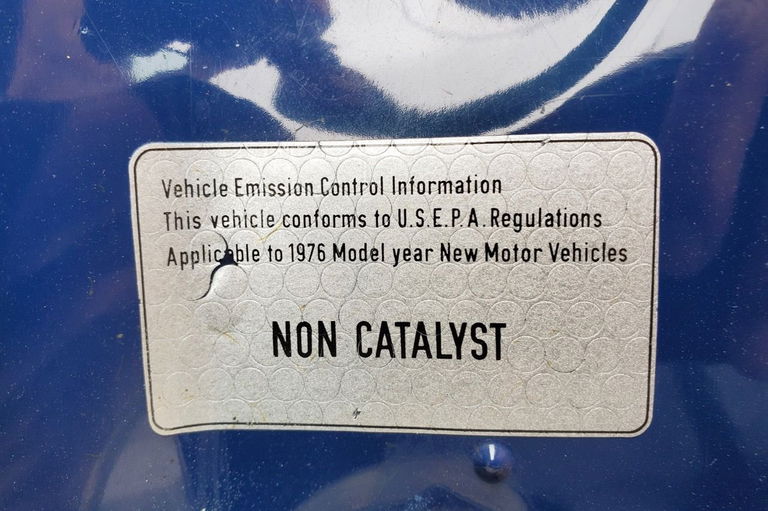 Vehicle Emission Control Information
This vehicle conforms to U.S.E.P.A. Regulations
Applicable to 1976 Model year New Motor Vehicles
NON CATALYST